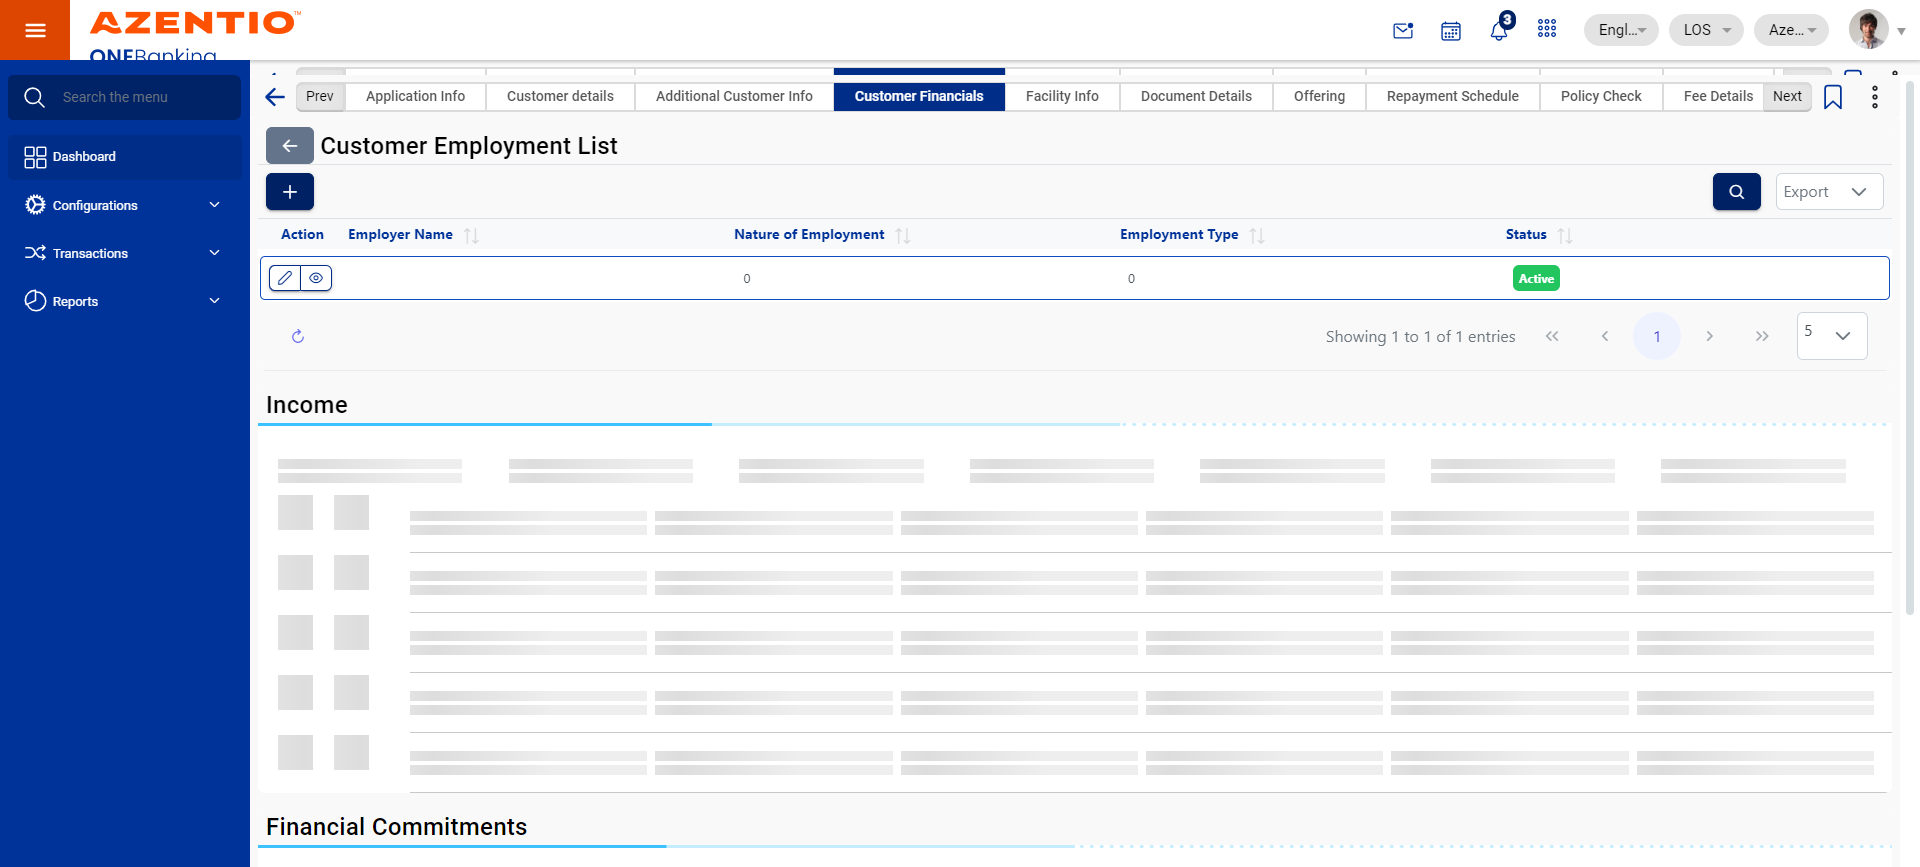 AZENTIO™
ONEBanking
3
Engl...
LOS
Aze...
Search the menu
Dashboard
Configurations
Transactions
Reports
Prev
Application Info
Customer details
Additional Customer Info
Customer Financials
Facility Info
Document Details
Offering
Repayment Schedule
Policy Check
Fee Details
Next
Customer Employment List
Export
Action
Employer Name
Nature of Employment
Employment Type
Status
0
0
Active
Showing 1 to 1 of 1 entries
1
5
Income
Financial Commitments